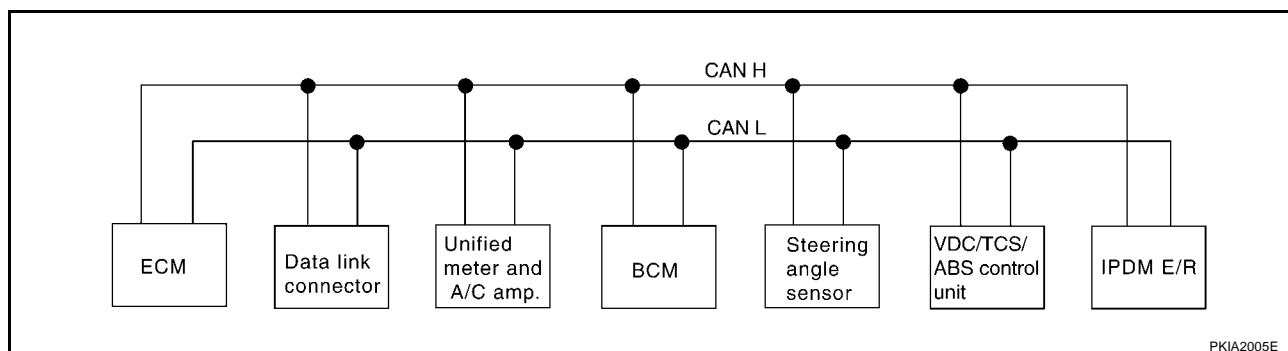 CAN H
CAN L
ECM
Data link
connector
Unified
meter and
A/C amp.
BCM
Steering
angle
sensor
VDC/TCS/
ABS control
unit
IPDM E/R
PKIA2005E